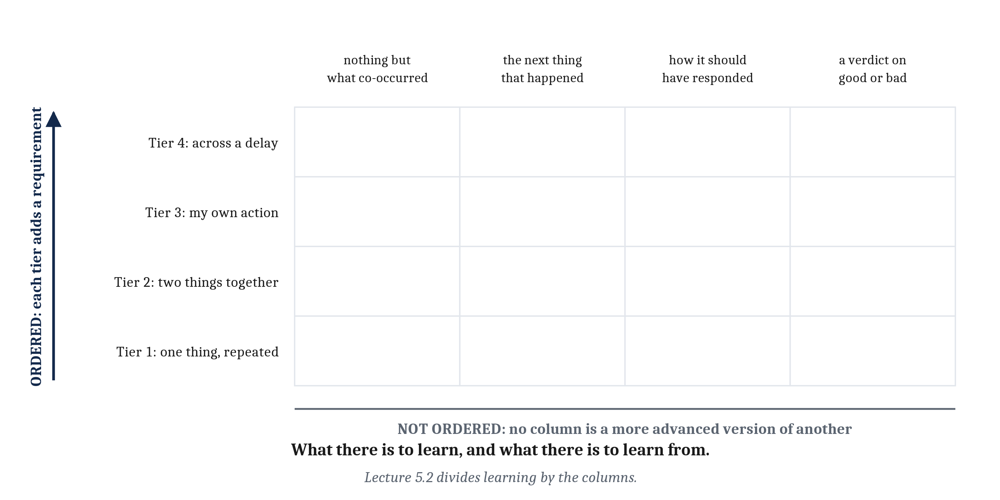 nothing but
what co-occurred
the next thing
that happened
how it should
have responded
a verdict on
good or bad
ORDERED: each tier adds a requirement
Tier 4: across a delay
Tier 3: my own action
Tier 2: two things together
Tier 1: one thing, repeated
NOT ORDERED: no column is a more advanced version of another
What there is to learn, and what there is to learn from.
Lecture 5.2 divides learning by the columns.